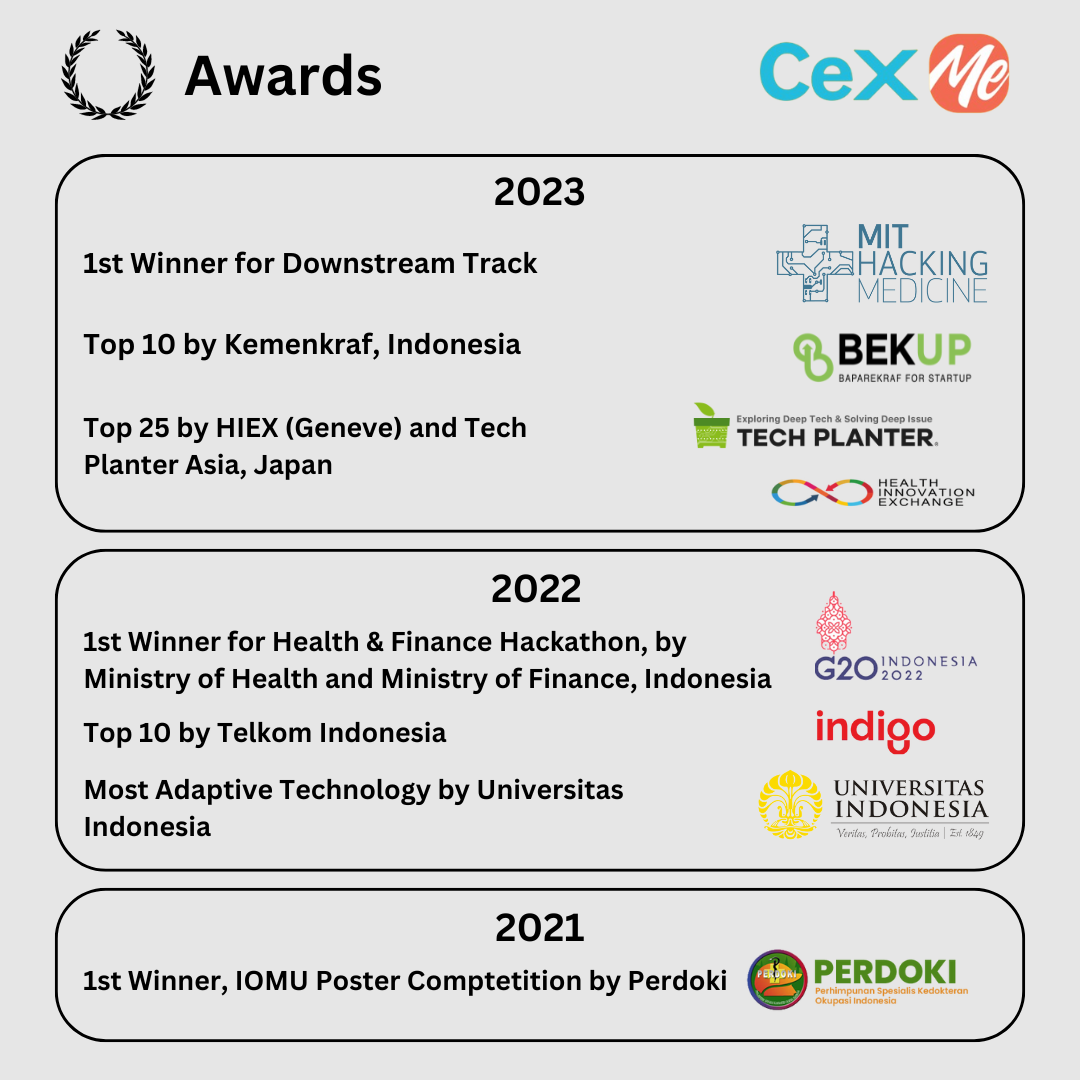 Awards
CeX Me
2023
1st Winner for Downstream Track
MIT
HACKING
MEDICINE
Top 10 by Kemenkraf, Indonesia
BEKUP
BAPAREKRAF FOR STARTUP
Top 25 by HIEX (Geneve) and Tech
Planter Asia, Japan
Exploring Deep Tech & Solving Deep Issue
TECH PLANTER®
HEALTH
INNOVATION
EXCHANGE
2022
1st Winner for Health & Finance Hackathon, by
Ministry of Health and Ministry of Finance, Indonesia
G20 INDONESIA
2022
Top 10 by Telkom Indonesia
indigo
Most Adaptive Technology by Universitas
Indonesia
UNIVERSITAS
INDONESIA
Veritas, Probitas, Iustitia | Est. 1849
2021
1st Winner, IOMU Poster Comptetition by Perdoki
PERDOKI
PERDOKI
Perhimpunan Spesialis Kedokteran
Okupasi Indonesia